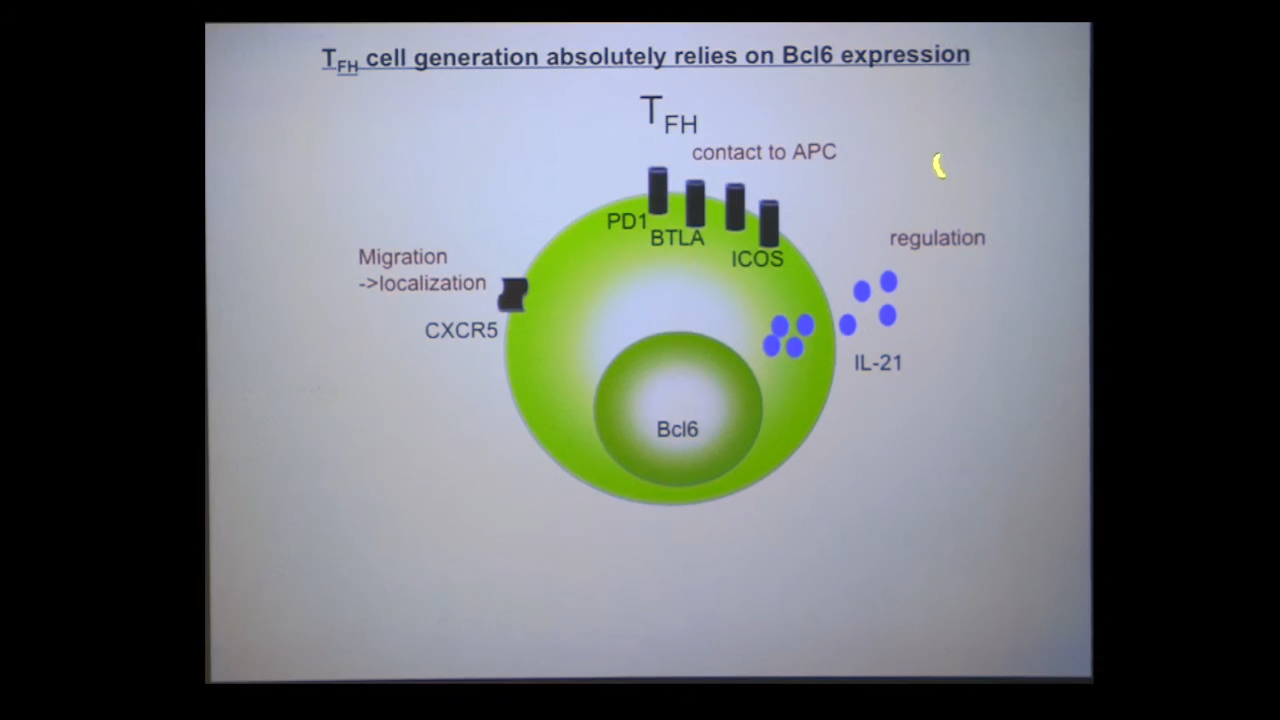 TFH cell generation absolutely relies on Bcl6 expression
TFH
contact to APC
PD1
BTLA
ICOS
Migration
->localization
CXCR5
regulation
IL-21
Bcl6